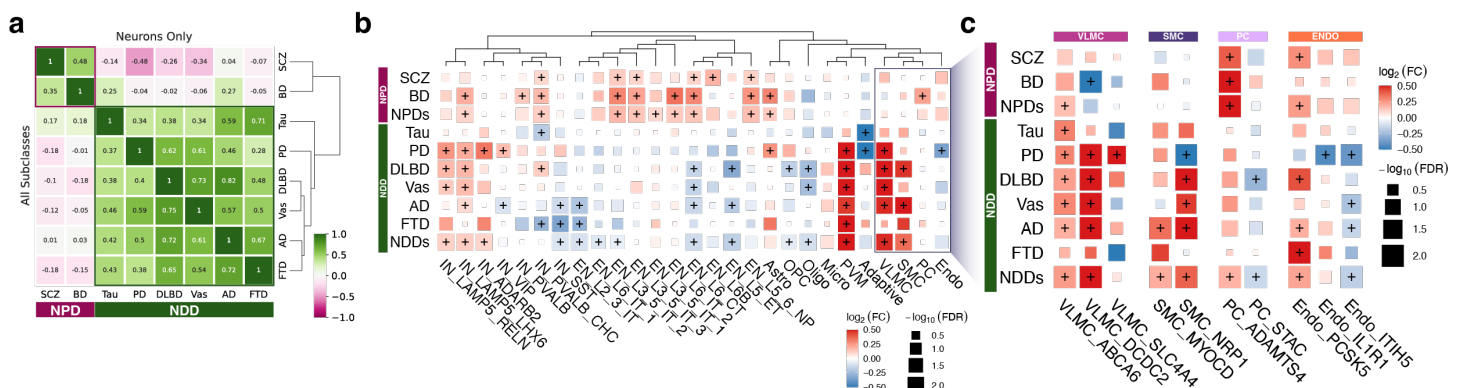 a
Neurons Only
1 0.48 -0.14 -0.48 -0.26 -0.34 0.04 -0.07 SCZ
0.35 1 0.25 -0.04 -0.04 -0.06 0.27 -0.05 BD
0.17 0.18 1 0.34 0.38 0.34 0.59 0.71 Tau
-0.18 -0.01 0.37 1 0.62 0.61 0.46 0.28 PD
-0.1 -0.18 0.38 0.4 1 0.73 0.82 0.48 DLBD
-0.12 -0.05 0.46 0.59 0.75 1 0.57 0.5 Vas
0.01 0.03 0.42 0.5 0.72 0.61 1 0.67 AD
-0.18 -0.15 0.43 0.38 0.65 0.54 0.72 1 FTD
All Subclasses
SCZ BD Tau PD DLBD Vas AD FTD
NPD NDD
1.0
0.5
0.0
−0.5
−1.0
b
NPD
NDD
SCZ
BD
NPDs
Tau
PD
DLBD
Vas
AD
FTD
NDDs
IN_LAMP5_RELN
IN_LAMP5_LHX6
IN_ADARB2
IN_VIP
IN_PVALB
IN_PVALB_CHC
IN_SST
EN_L2_3_IT
EN_L6_IT_1
EN_L3_5_IT_2
EN_L3_5_IT_1
EN_L3_5_IT_3
EN_L6_IT_2
EN_L6_CT
EN_L6B
EN_L5_ET
EN_L5_6_NP
Astro
OPC
Oligo
Micro
PVM
Adaptive
VLMC
SMC
PC
Endo
log2 (FC)
0.50
0.25
0.00
−0.25
−0.50
−log10 (FDR)
0.5
1.0
1.5
2.0
c
VLMC SMC PC ENDO
NPD
NDD
SCZ
BD
NPDs
Tau
PD
DLBD
Vas
AD
FTD
NDDs
VLMC_ABCA6
VLMC_DCDC2
VLMC_SLC4A4
SMC_MYOCD
SMC_NRP1
PC_ADAMTS4
PC_STAC
Endo_PCSK5
Endo_IL1R1
Endo_ITIH5
log2 (FC)
0.50
0.25
0.00
−0.25
−0.50
−log10 (FDR)
0.5
1.0
1.5
2.0